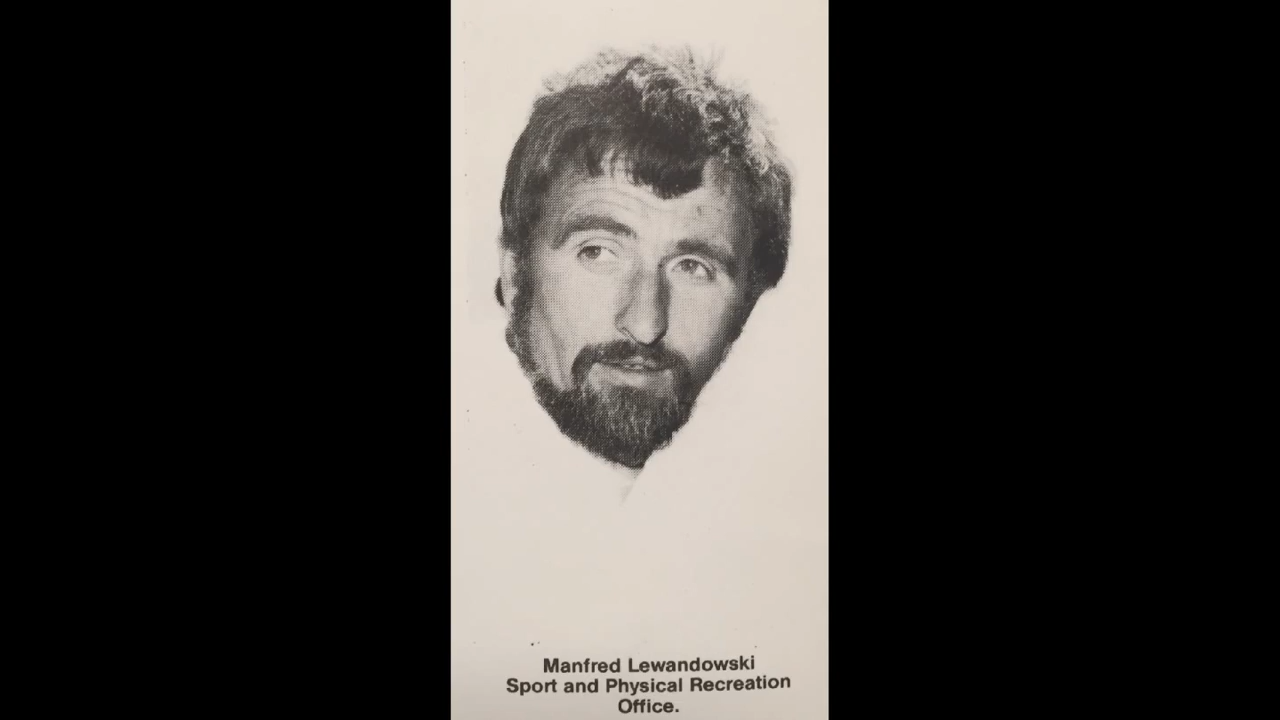 Manfred Lewandowski
Sport and Physical Recreation
Office.